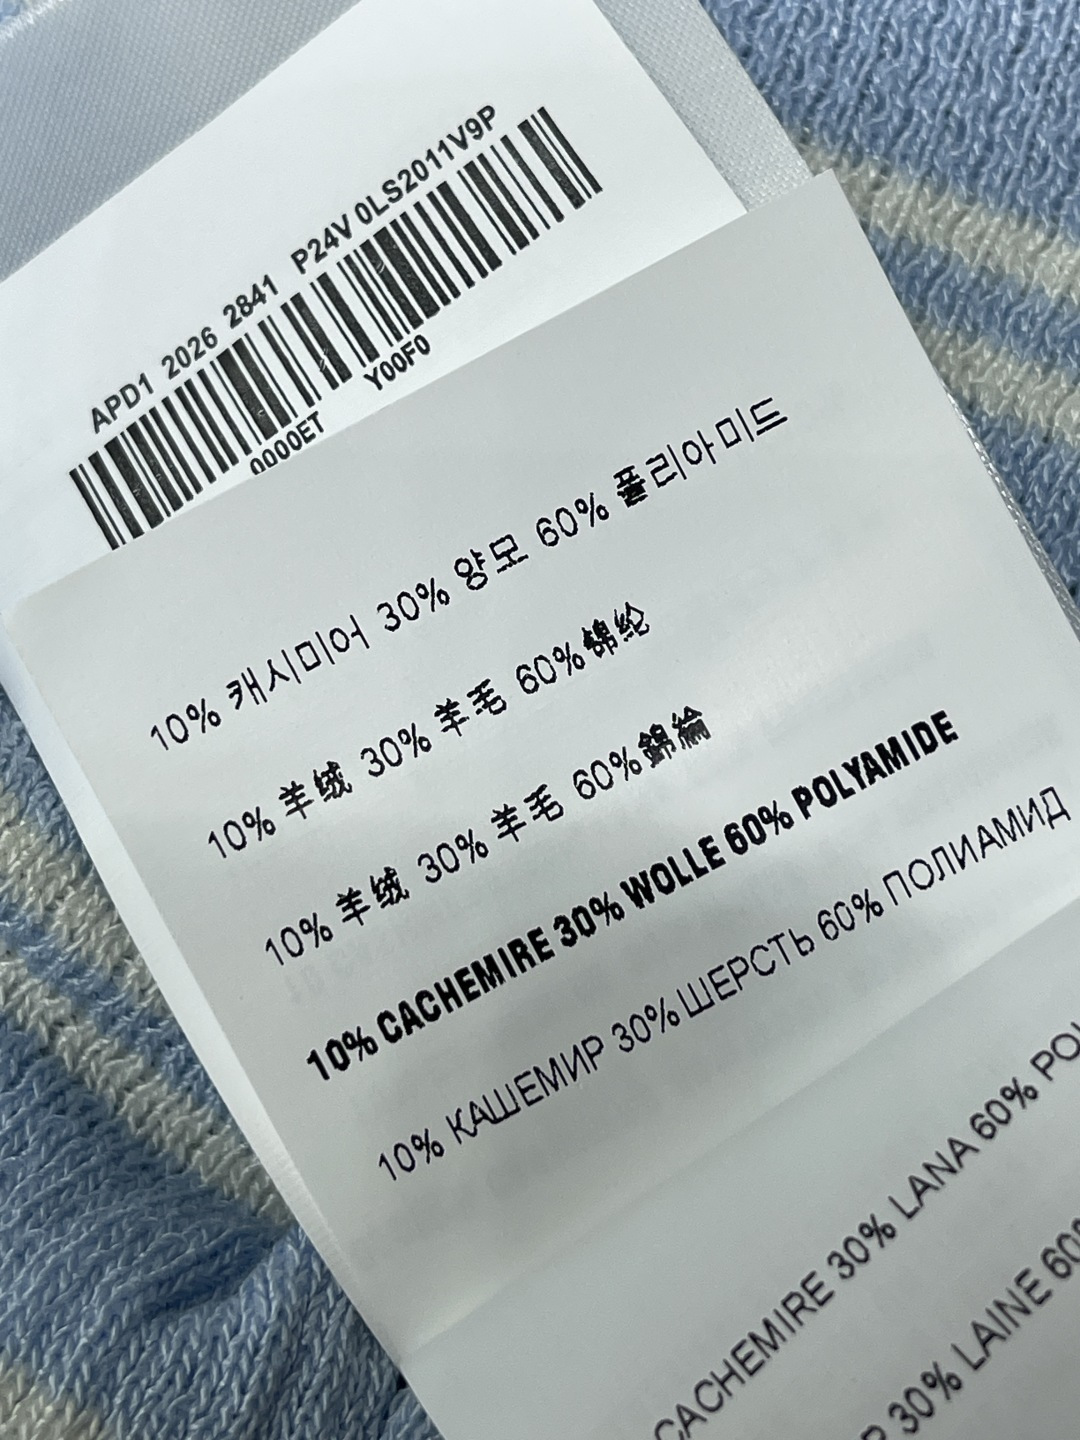 APD1 2026 2841 P24V 0LS2011V9P
0000ET Y00F0
10% 캐시미어 30% 양모 60% 폴리아미드
10% 羊绒 30% 羊毛 60% 锦纶
10% 羊绒 30% 羊毛 60% 錦綸
10% CACHEMIRE 30% WOLLE 60% POLYAMIDE
10% КАШЕМИР 30% ШЕРСТЬ 60% ПОЛИАМИД
CACHEMIRE 30% LANA 60%
30% LAINE